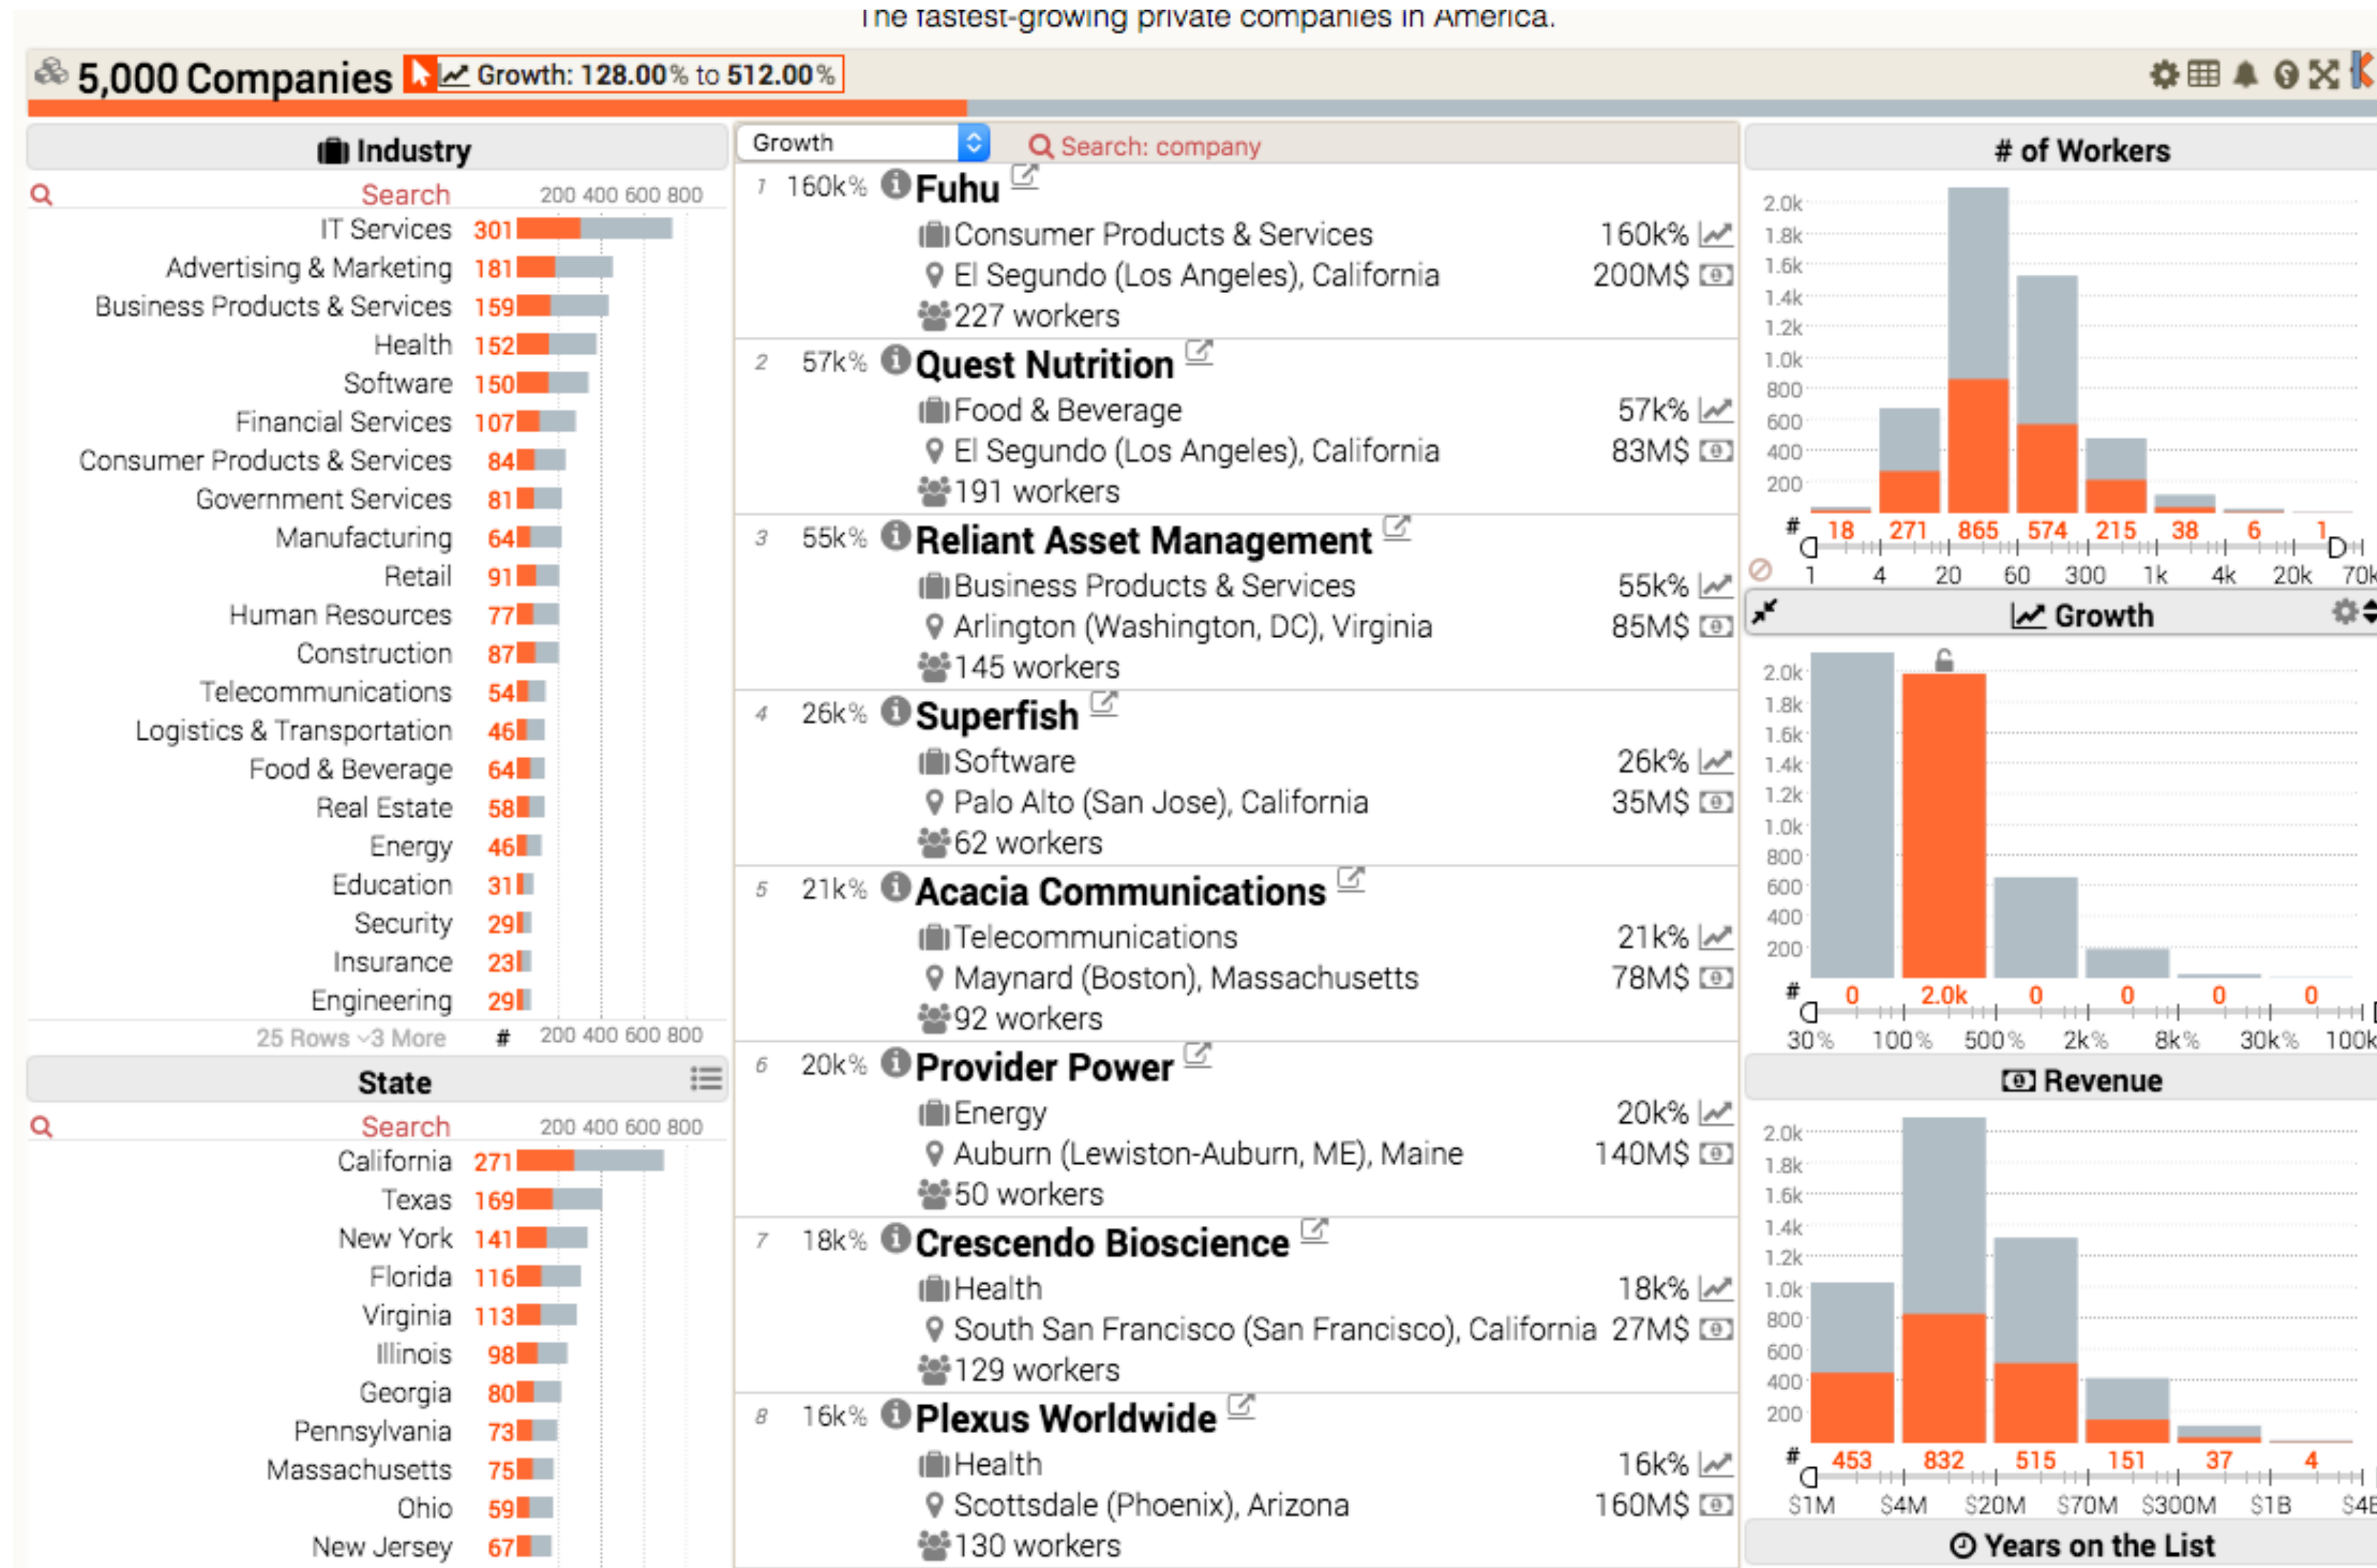 The fastest-growing private companies in America.
5,000 Companies Growth: 128.00% to 512.00%
Industry
Search 200 400 600 800
IT Services 301
Advertising & Marketing 181
Business Products & Services 159
Health 152
Software 150
Financial Services 107
Consumer Products & Services 84
Government Services 81
Manufacturing 64
Retail 91
Human Resources 77
Construction 87
Telecommunications 54
Logistics & Transportation 46
Food & Beverage 64
Real Estate 58
Energy 46
Education 31
Security 29
Insurance 23
Engineering 29
25 Rows 3 More # 200 400 600 800
State
Search 200 400 600 800
California 271
Texas 169
New York 141
Florida 116
Virginia 113
Illinois 98
Georgia 80
Pennsylvania 73
Massachusetts 75
Ohio 59
New Jersey 67
Growth Search: company
1 160k% Fuhu
Consumer Products & Services 160k%
El Segundo (Los Angeles), California 200M$
227 workers
2 57k% Quest Nutrition
Food & Beverage 57k%
El Segundo (Los Angeles), California 83M$
191 workers
3 55k% Reliant Asset Management
Business Products & Services 55k%
Arlington (Washington, DC), Virginia 85M$
145 workers
4 26k% Superfish
Software 26k%
Palo Alto (San Jose), California 35M$
62 workers
5 21k% Acacia Communications
Telecommunications 21k%
Maynard (Boston), Massachusetts 78M$
92 workers
6 20k% Provider Power
Energy 20k%
Auburn (Lewiston-Auburn, ME), Maine 140M$
50 workers
7 18k% Crescendo Bioscience
Health 18k%
South San Francisco (San Francisco), California 27M$
129 workers
8 16k% Plexus Worldwide
Health 16k%
Scottsdale (Phoenix), Arizona 160M$
130 workers
# of Workers
2.0k
1.8k
1.6k
1.4k
1.2k
1.0k
800
600
400
200
# 18 271 865 574 215 38 6 1
1 4 20 60 300 1k 4k 20k 70k
Growth
2.0k
1.8k
1.6k
1.4k
1.2k
1.0k
800
600
400
200
# 0 2.0k 0 0 0 0
30% 100% 500% 2k% 8k% 30k% 100k
Revenue
2.0k
1.8k
1.6k
1.4k
1.2k
1.0k
800
600
400
200
# 453 832 515 151 37 4
$1M $4M $20M $70M $300M $1B $4B
Years on the List